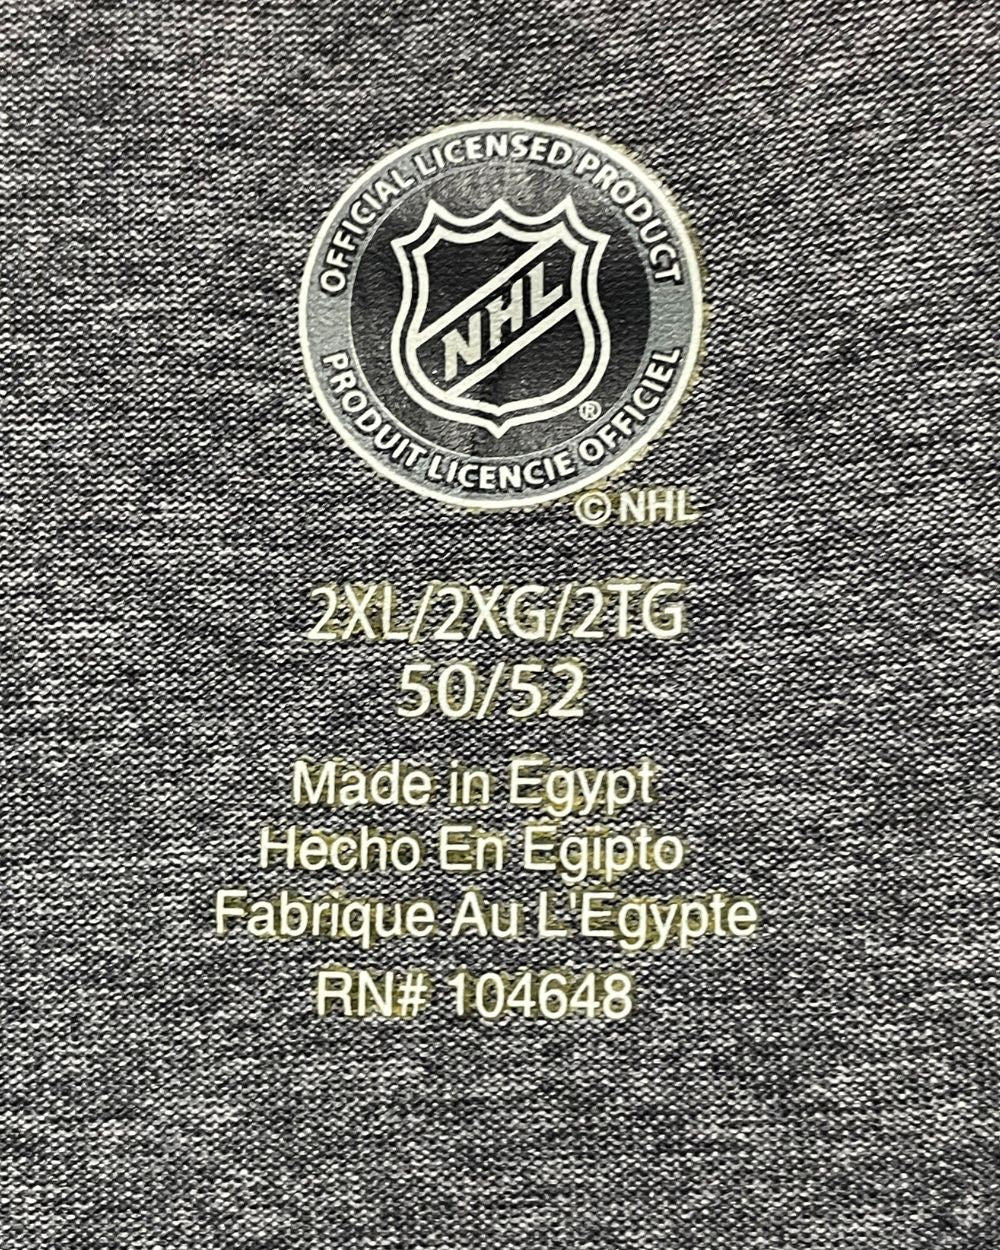 OFFICIAL LICENSED PRODUCT
NHL
®
PRODUIT LICENCIE OFFICIEL
© NHL
2XL/2XG/2TG
50/52
Made in Egypt
Hecho En Egipto
Fabrique Au L'Egypte
RN# 104648